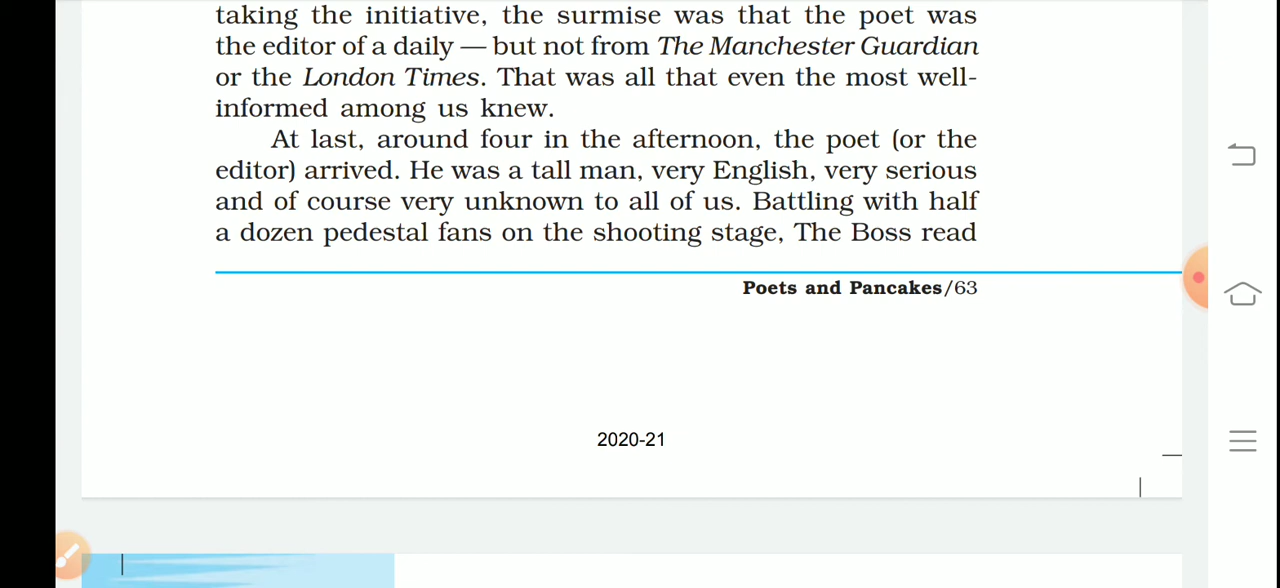 taking the initiative, the surmise was that the poet was
the editor of a daily — but not from The Manchester Guardian
or the London Times. That was all that even the most well-
informed among us knew.
At last, around four in the afternoon, the poet (or the
editor) arrived. He was a tall man, very English, very serious
and of course very unknown to all of us. Battling with half
a dozen pedestal fans on the shooting stage, The Boss read
Poets and Pancakes/63
2020-21